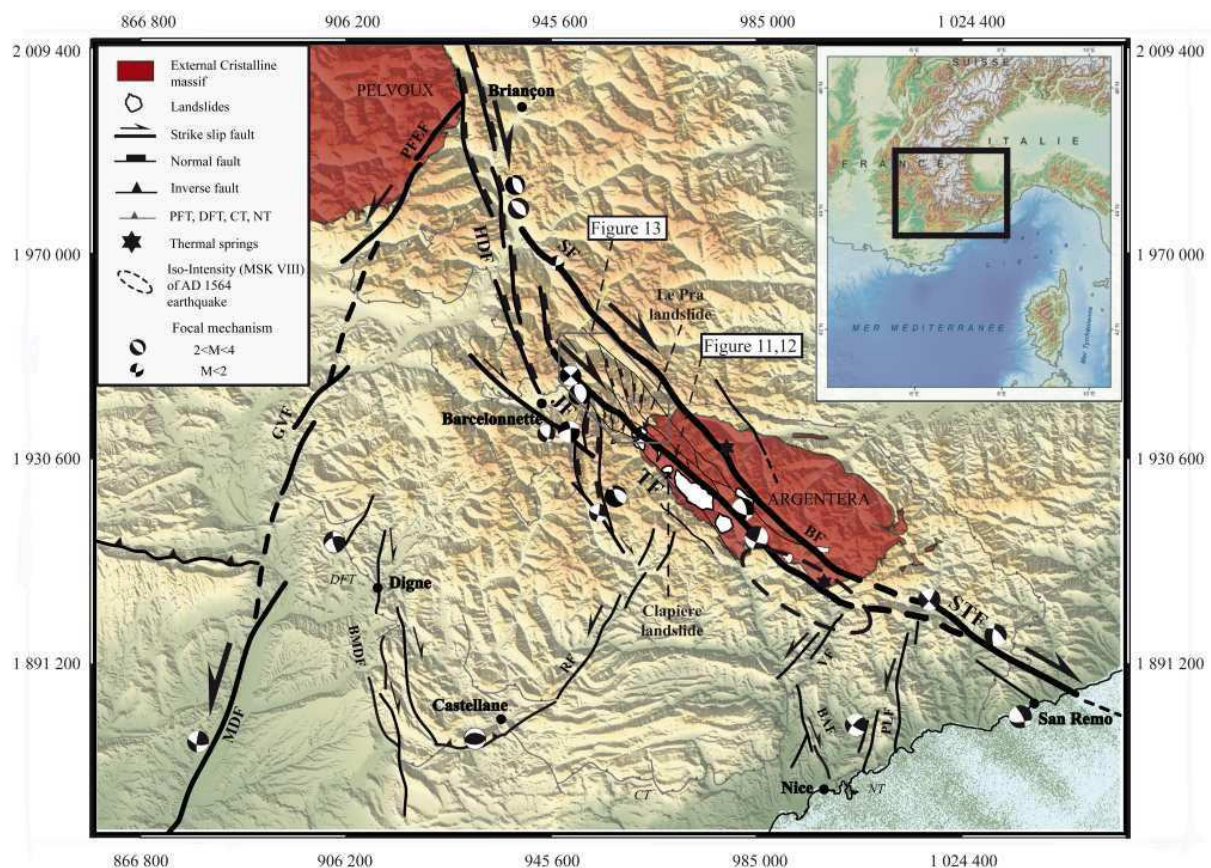 866 800 906 200 945 600 985 000 1 024 400
2 009 400
2 009 400
External Cristalline
massif
Landslides
Strike slip fault
Normal fault
Inverse fault
PFT, DFT, CT, NT
Thermal springs
Iso-Intensity (MSK VIII)
of AD 1564
earthquake
Focal mechanism
2<M<4
M<2
PELVOUX
Briançon
PFEF
SUISSE
ITALIE
FRANCE
MER MEDITERRANÉE
Mer Tyrrhénienne
Figure 13
HDF
SF
1 970 000
1 970 000
Le Pra
landslide
Figure 11,12
JF
Barcelonnette
GVF
1 930 600
1 930 600
TF
ARGENTERA
BF
DFT
Digne
Clapiere
landslide
STF
BMDF
RF
VF
1 891 200
1 891 200
Castellane
MDF
BAF
PLF
San Remo
Nice
CT
NT
866 800 906 200 945 600 985 000 1 024 400